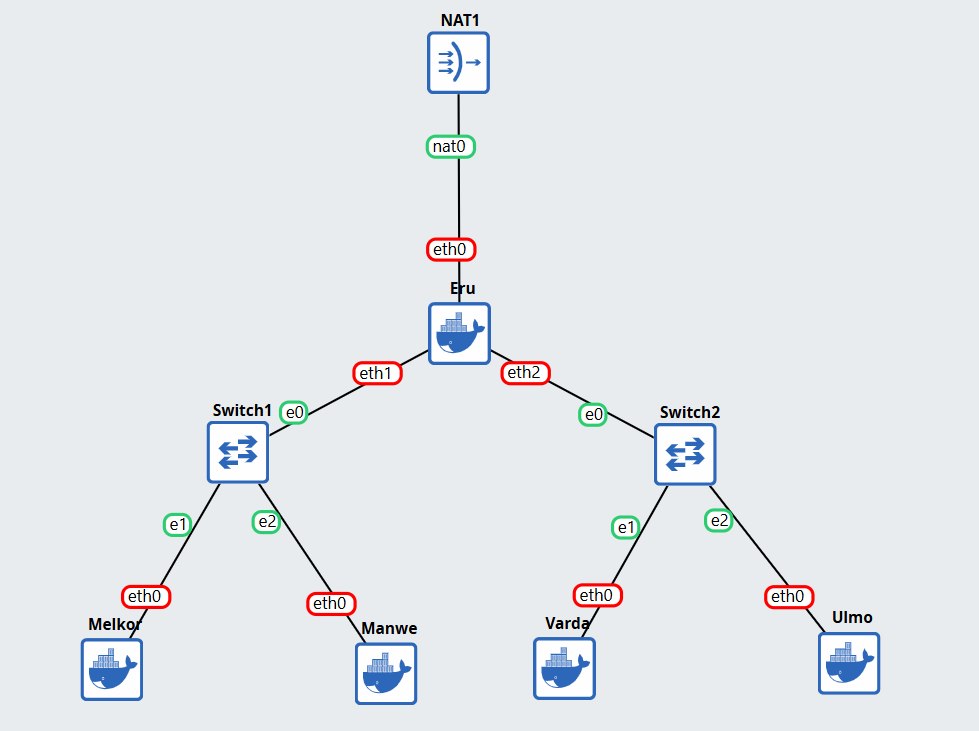 NAT1
nat0
eth0
Eru
eth1
eth2
Switch1
e0
e0
Switch2
e1
e2
e1
e2
eth0
eth0
eth0
eth0
Melkor
Manwe
Varda
Ulmo